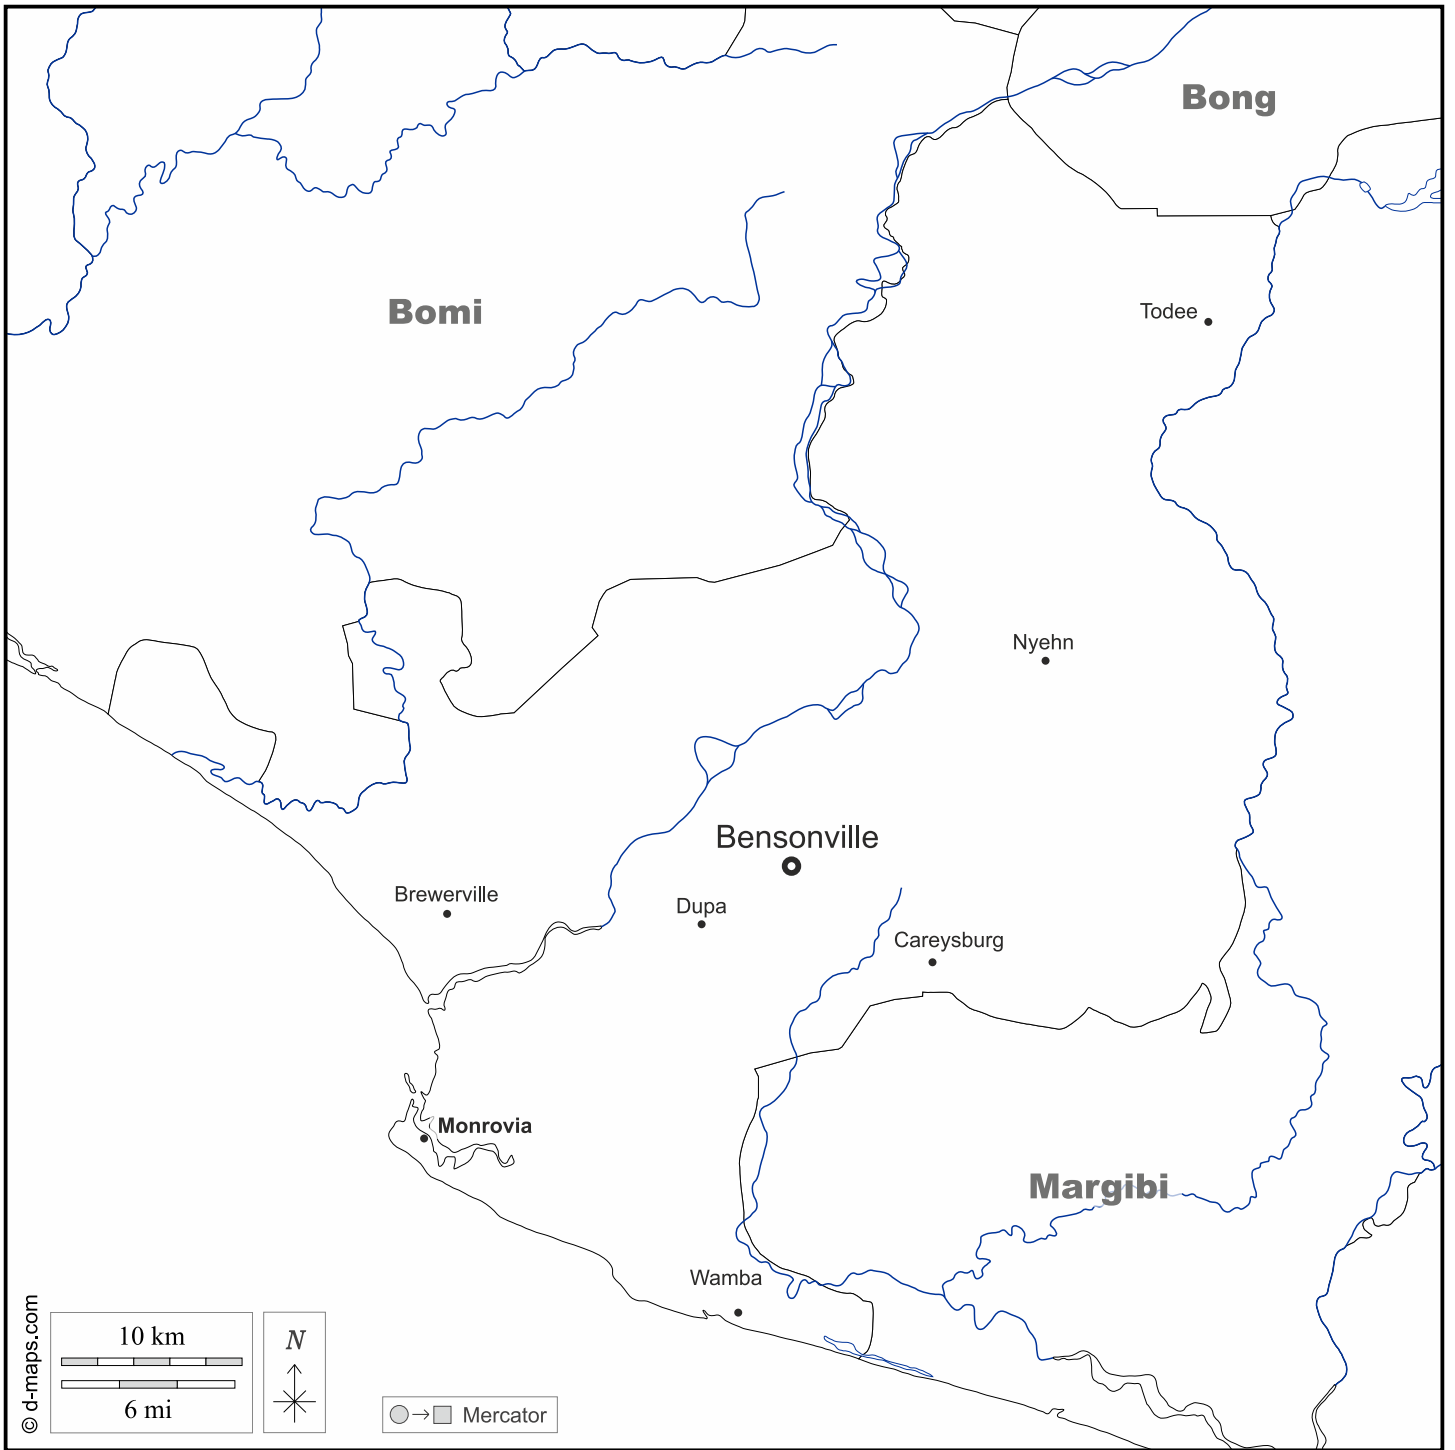 Bong
Bomi
Todee
Nyehn
Bensonville
Brewerville
Dupa
Careysburg
Monrovia
Margibi
Wamba
© d-maps.com
10 km
6 mi
N
Mercator